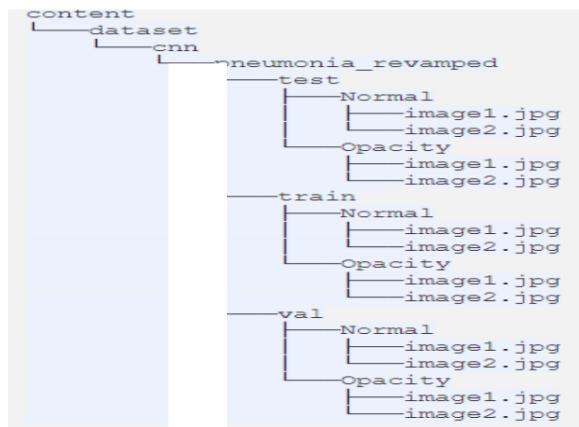 content
dataset
cnn
pneumonia_revamped
test
Normal
image1.jpg
image2.jpg
Opacity
image1.jpg
image2.jpg
train
Normal
image1.jpg
image2.jpg
Opacity
image1.jpg
image2.jpg
val
Normal
image1.jpg
image2.jpg
Opacity
image1.jpg
image2.jpg